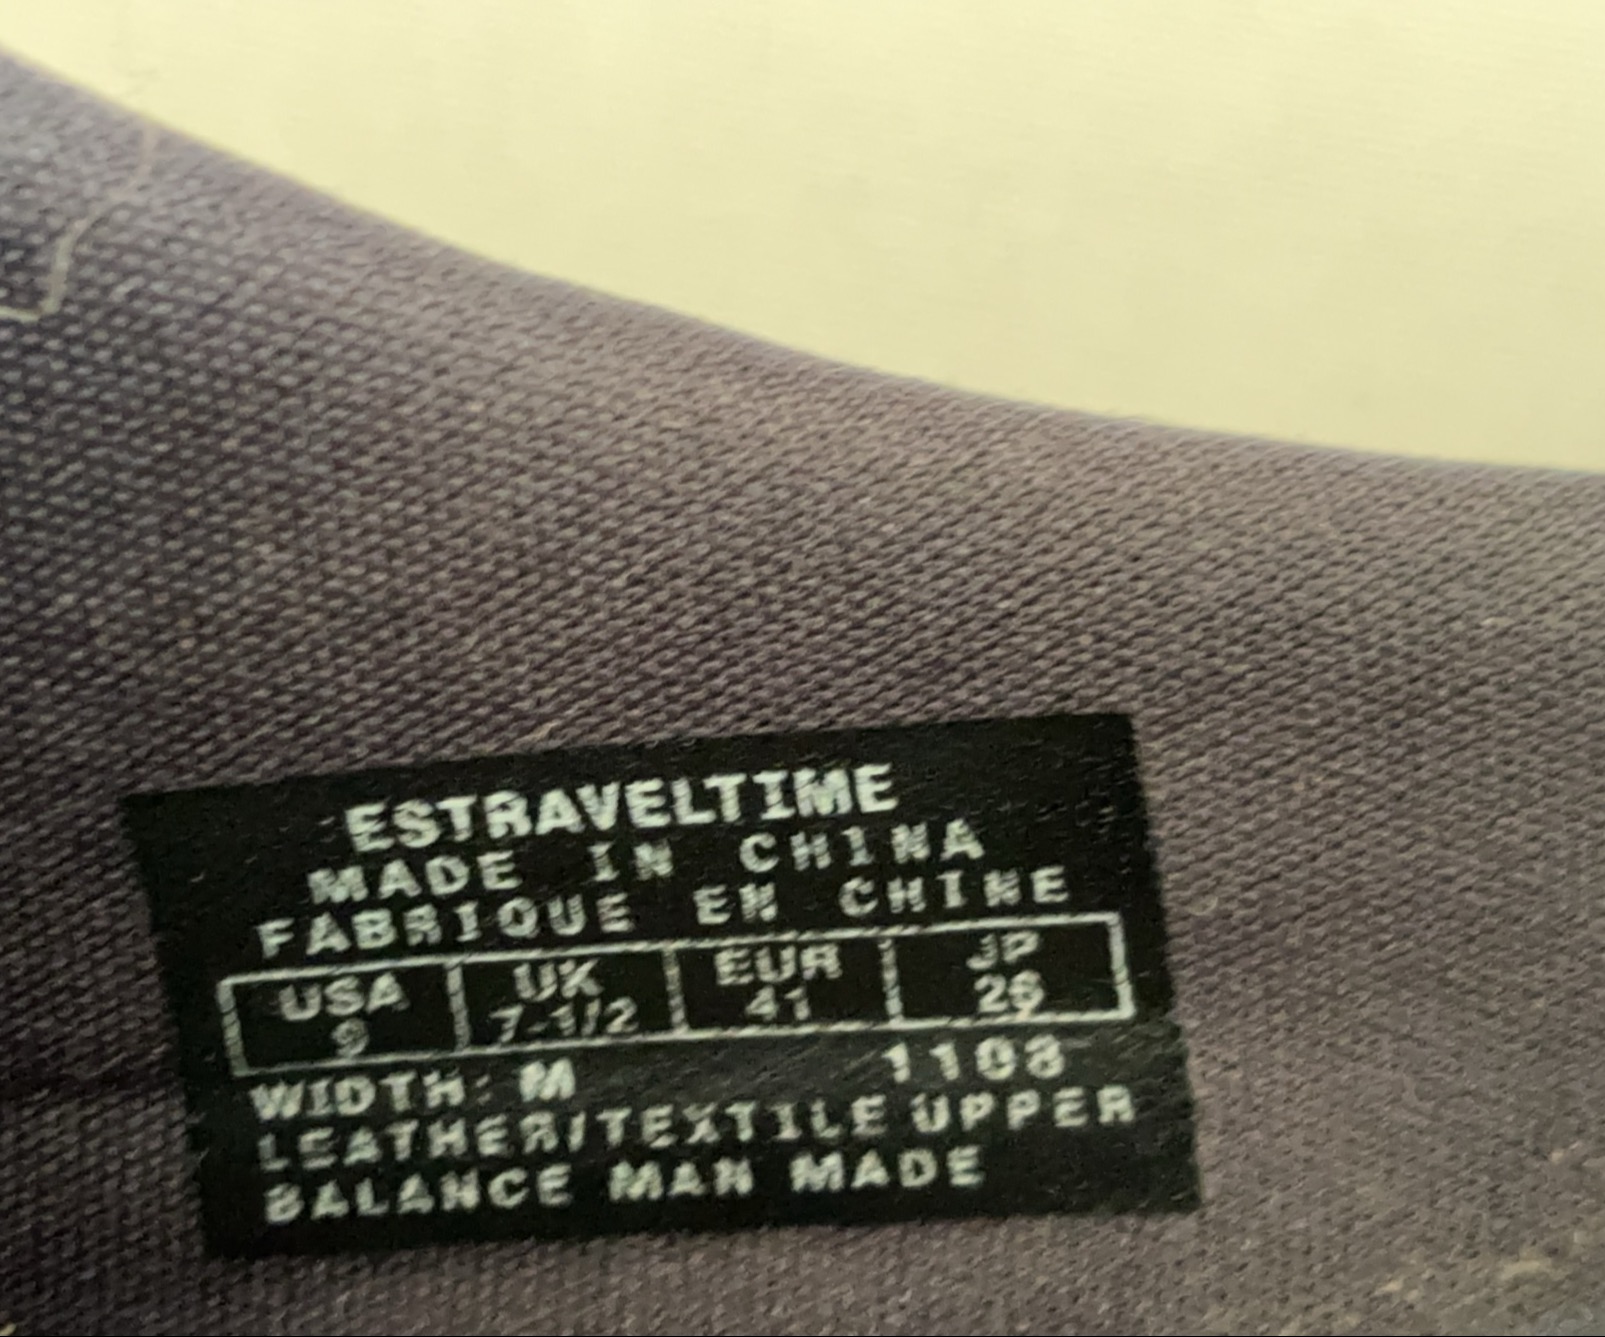 ESTRAVELTIME
MADE IN CHINA
FABRIQUE EN CHINE
USA UK EUR JP
9 7-1/2 41 26
WIDTH: M 1108
LEATHER/TEXTILE UPPER
BALANCE MAN MADE